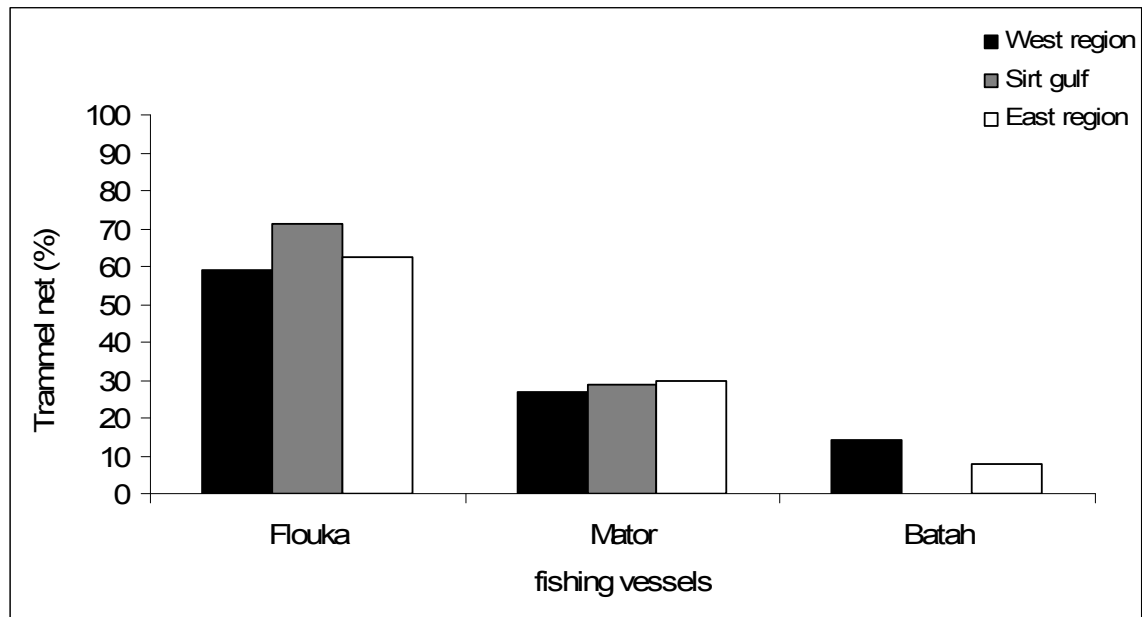 West region
Sirt gulf
East region
Trammel net (%)
100
90
80
70
60
50
40
30
20
10
0
Flouka Mator Batah
fishing vessels